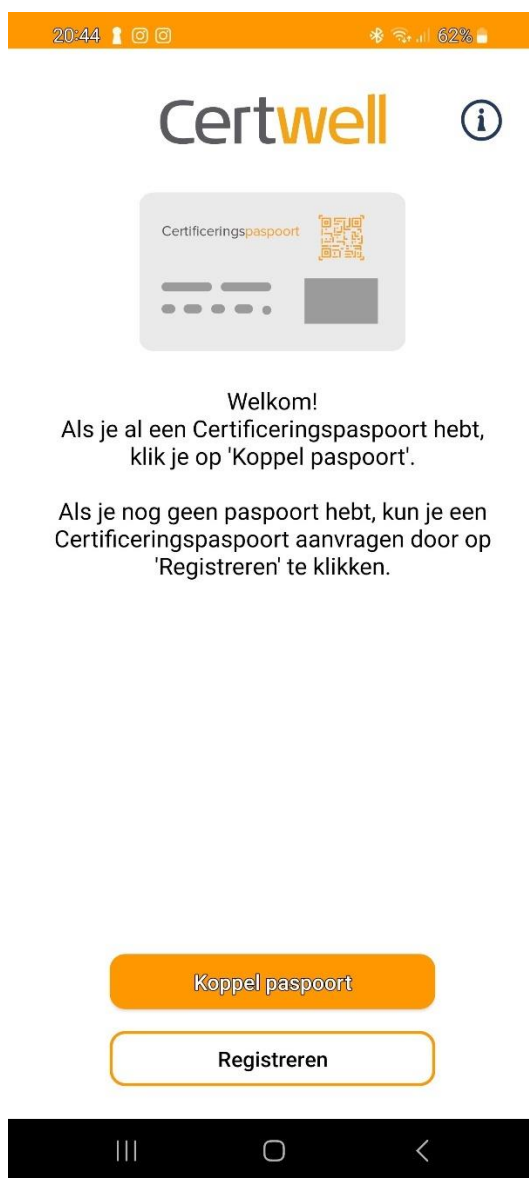 20:44
62%
Certwell
Certificeringspaspoort
Welkom!
Als je al een Certificeringspaspoort hebt,
klik je op 'Koppel paspoort'.
Als je nog geen paspoort hebt, kun je een
Certificeringspaspoort aanvragen door op
'Registreren' te klikken.
Koppel paspoort
Registreren